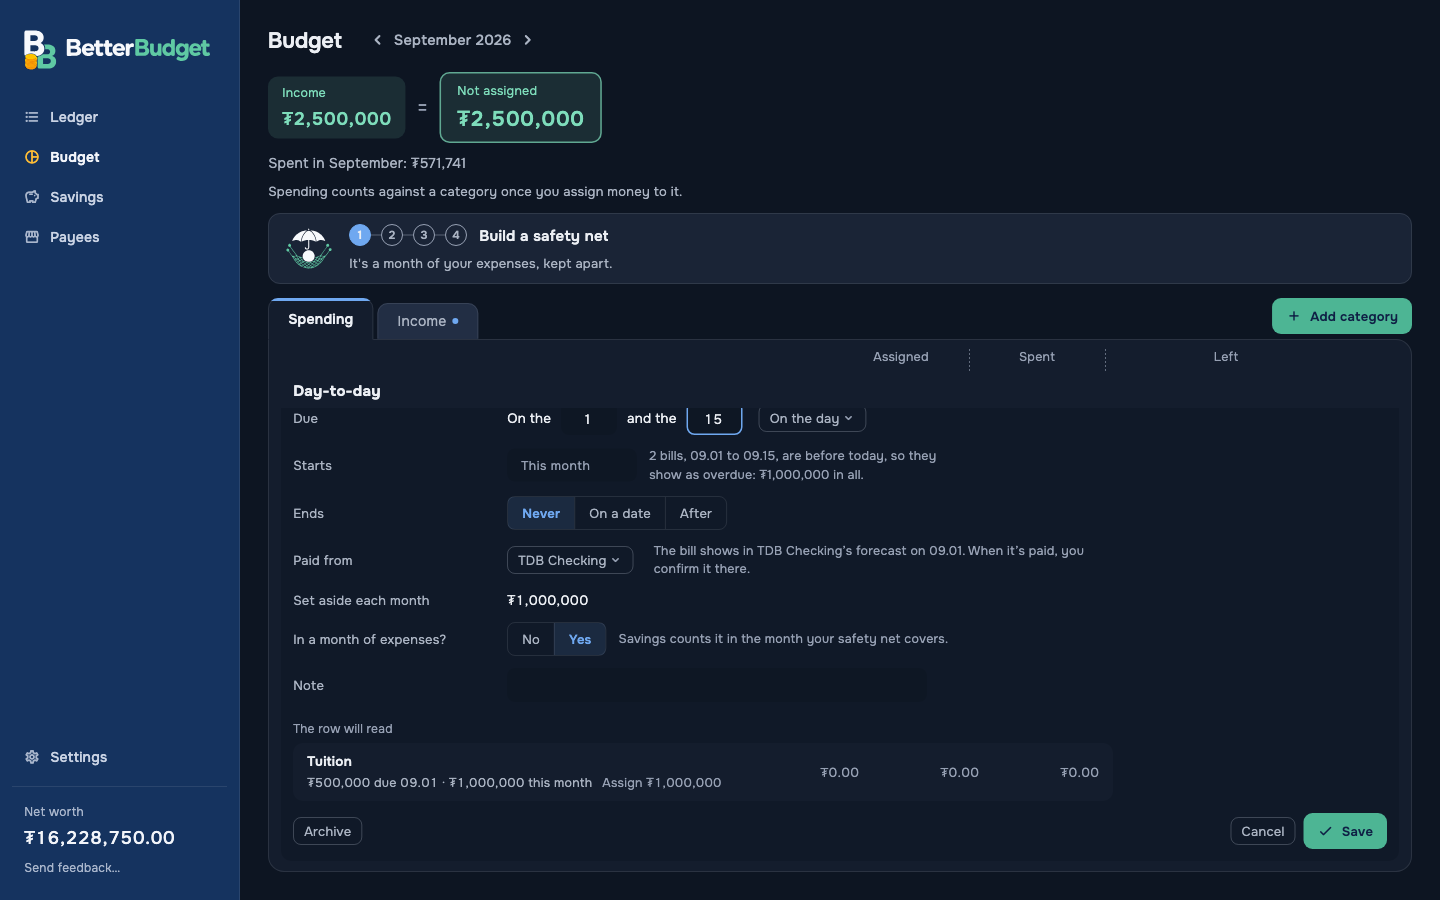 BB BetterBudget
Ledger
Budget
Savings
Payees
Settings
Net worth
₮16,228,750.00
Send feedback...
Budget
September 2026
Income
₮2,500,000
=
Not assigned
₮2,500,000
Spent in September: ₮571,741
Spending counts against a category once you assign money to it.
1 2 3 4 Build a safety net
It's a month of your expenses, kept apart.
Spending
Income
+ Add category
Assigned Spent Left
Day-to-day
Due On the 1 and the 15 On the day
Starts This month
2 bills, 09.01 to 09.15, are before today, so they
show as overdue: ₮1,000,000 in all.
Ends Never On a date After
Paid from TDB Checking
The bill shows in TDB Checking’s forecast on 09.01. When it’s paid, you
confirm it there.
Set aside each month ₮1,000,000
In a month of expenses? No Yes Savings counts it in the month your safety net covers.
Note
The row will read
Tuition
₮500,000 due 09.01 · ₮1,000,000 this month Assign ₮1,000,000
₮0.00 ₮0.00 ₮0.00
Archive
Cancel
Save